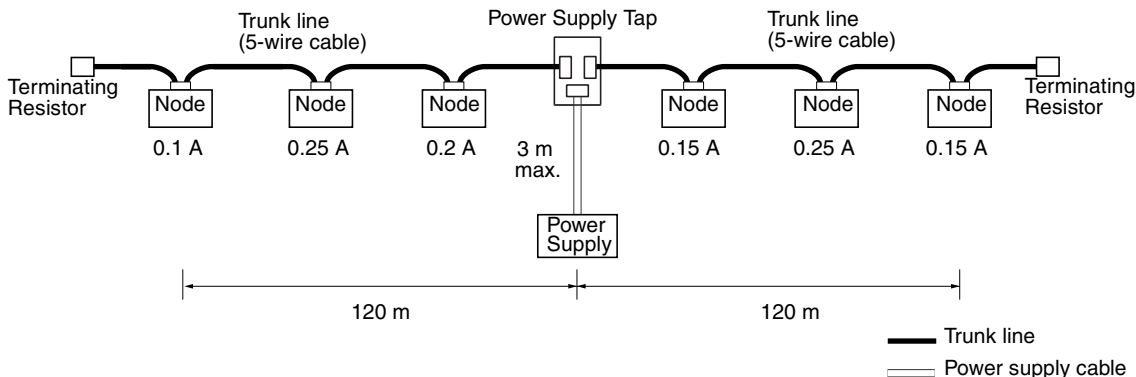 Trunk line
(5-wire cable)
Power Supply Tap
Trunk line
(5-wire cable)
Terminating
Resistor
Node
Node
Node
Node
Node
Node
Terminating
Resistor
0.1 A
0.25 A
0.2 A
3 m
max.
0.15 A
0.25 A
0.15 A
Power
Supply
120 m
120 m
Trunk line
Power supply cable